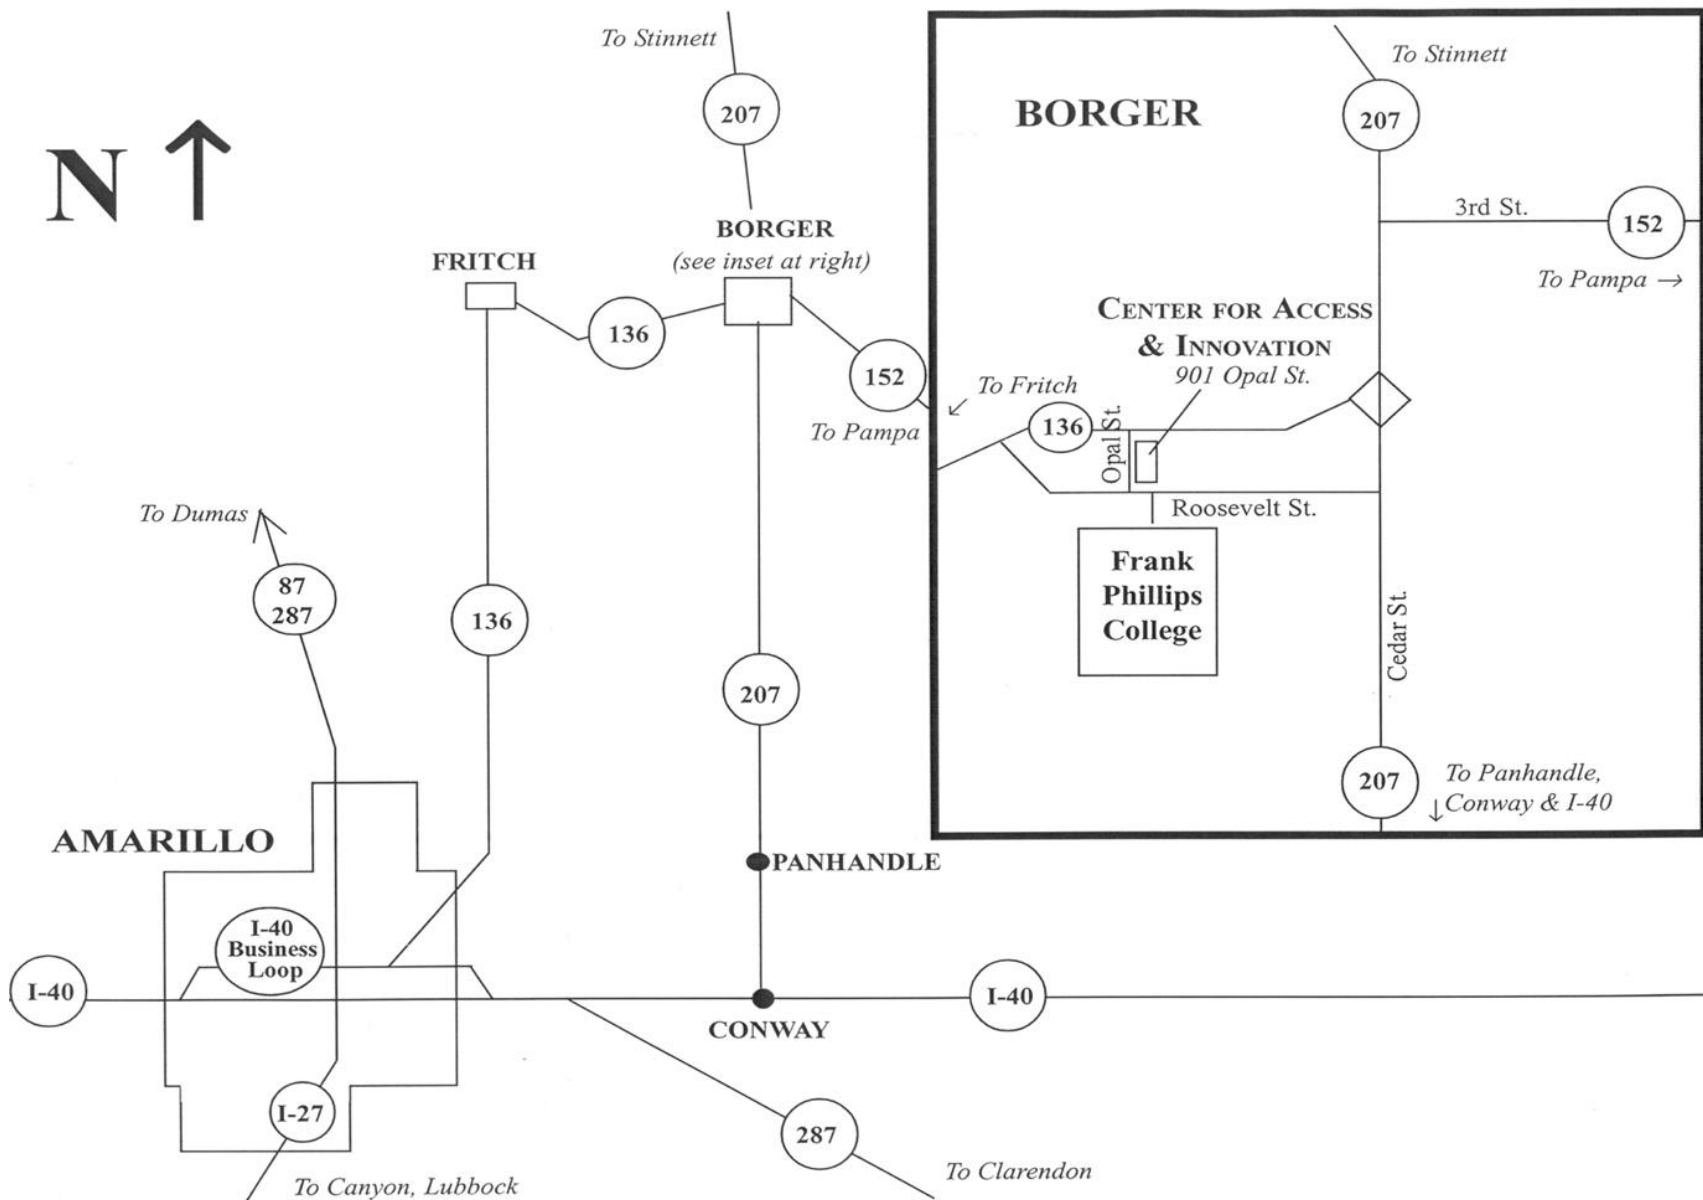 To Stinnett
207
N
BORGER
(see inset at right)
FRITCH
136
152
To Pampa
To Dumas
87
287
136
207
AMARILLO
PANHANDLE
I-40
Business
Loop
I-40
I-40
CONWAY
I-27
287
To Canyon, Lubbock
To Clarendon
To Stinnett
BORGER
207
3rd St.
152
To Pampa →
CENTER FOR ACCESS
& INNOVATION
901 Opal St.
To Fritch
136
Opal St.
Roosevelt St.
Frank
Phillips
College
Cedar St.
207
To Panhandle,
Conway & I-40